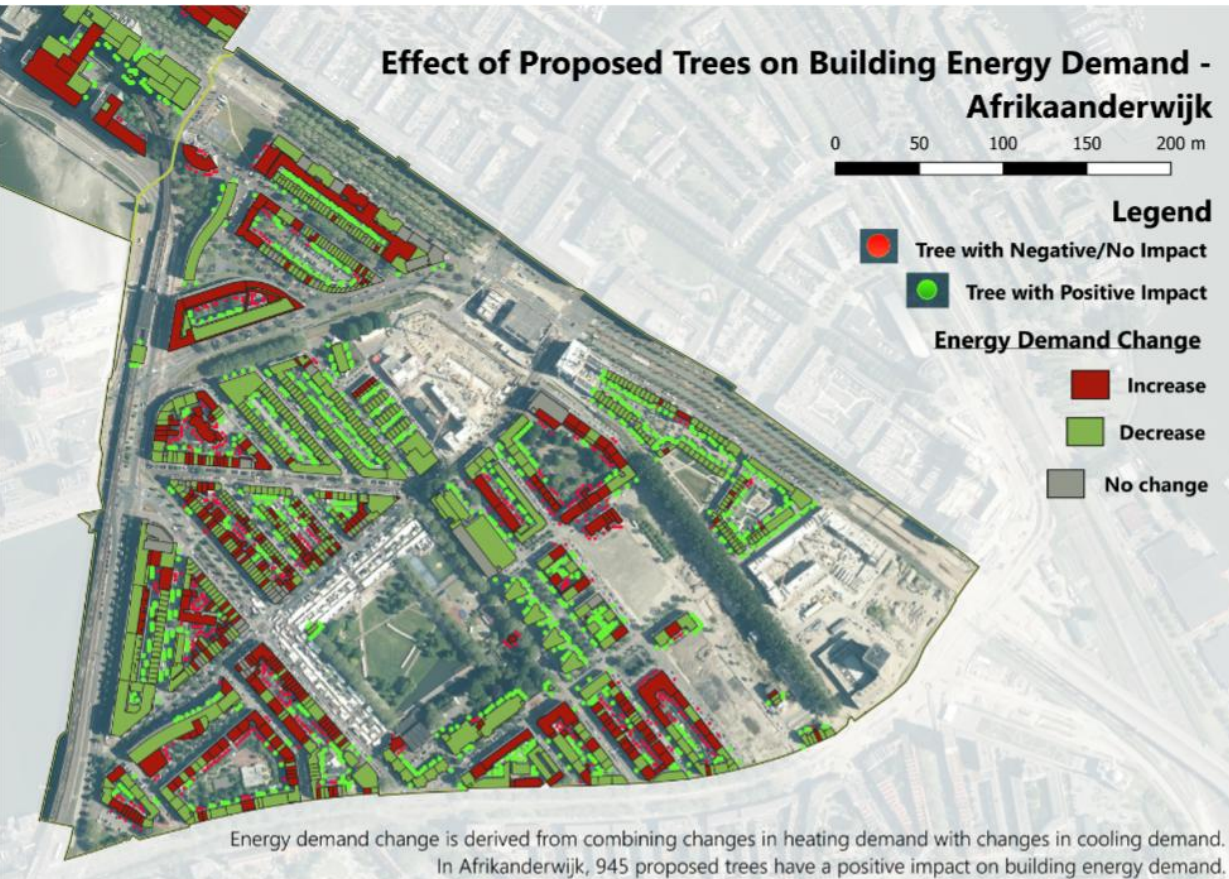 Effect of Proposed Trees on Building Energy Demand -
Afrikaanderwijk
0 50 100 150 200 m
Legend
Tree with Negative/No Impact
Tree with Positive Impact
Energy Demand Change
Increase
Decrease
No change
Energy demand change is derived from combining changes in heating demand with changes in cooling demand.
In Afrikanderwijk, 945 proposed trees have a positive impact on building energy demand.